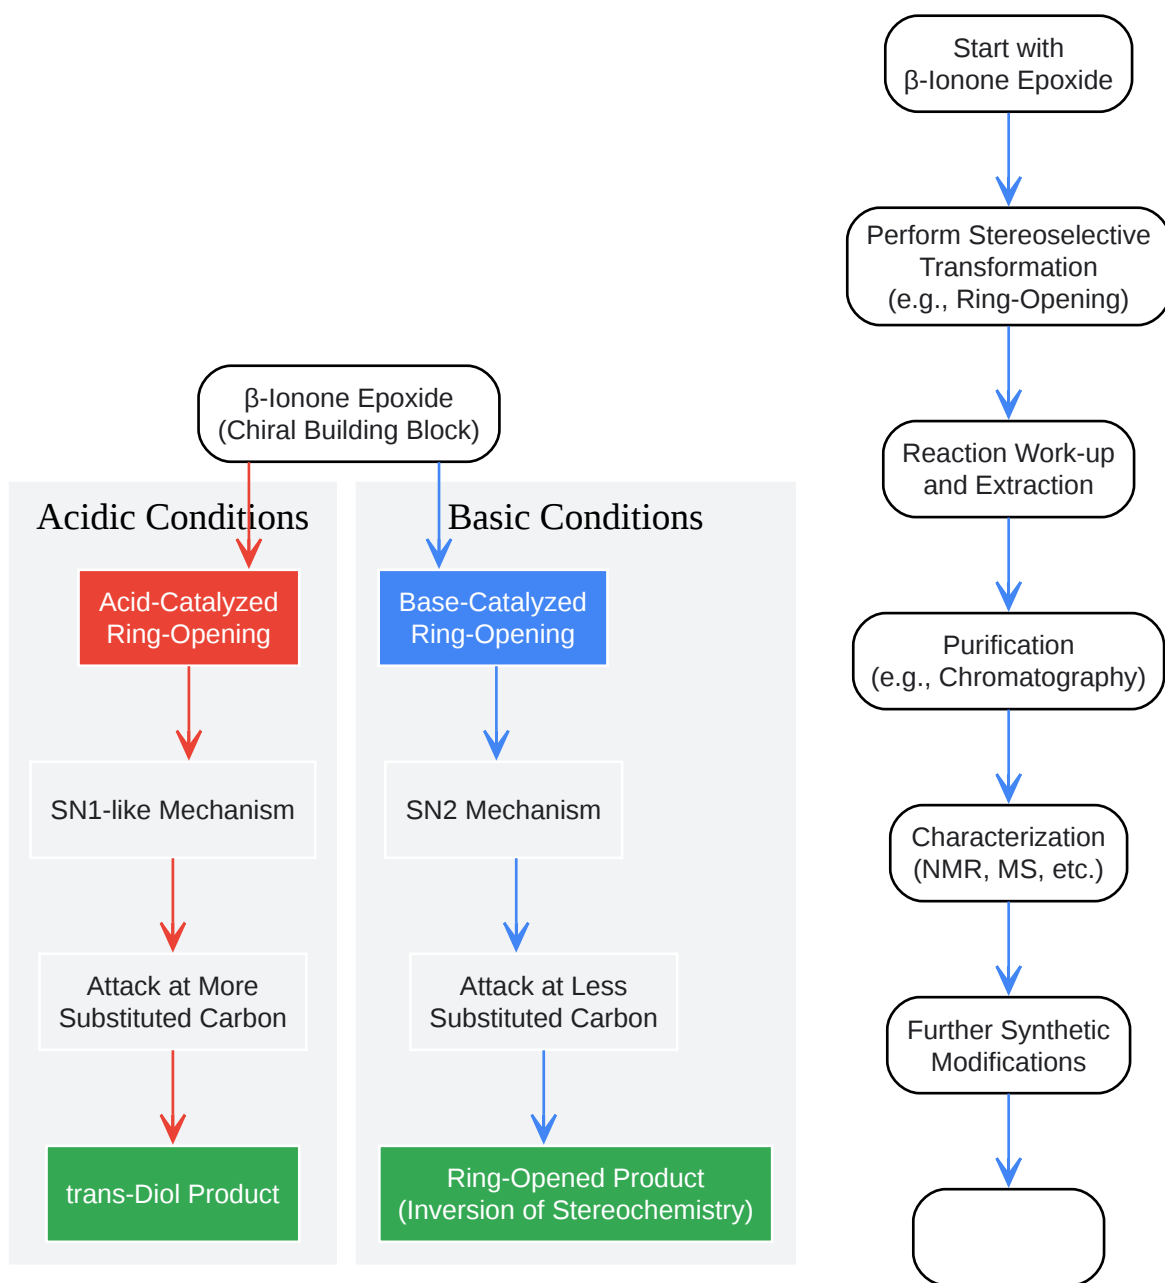 β-Ionone Epoxide
(Chiral Building Block)
Acidic Conditions
Acid-Catalyzed
Ring-Opening
SN1-like Mechanism
Attack at More
Substituted Carbon
trans-Diol Product
Basic Conditions
Base-Catalyzed
Ring-Opening
SN2 Mechanism
Attack at Less
Substituted Carbon
Ring-Opened Product
(Inversion of Stereochemistry)
Start with
β-Ionone Epoxide
Perform Stereoselective
Transformation
(e.g., Ring-Opening)
Reaction Work-up
and Extraction
Purification
(e.g., Chromatography)
Characterization
(NMR, MS, etc.)
Further Synthetic
Modifications